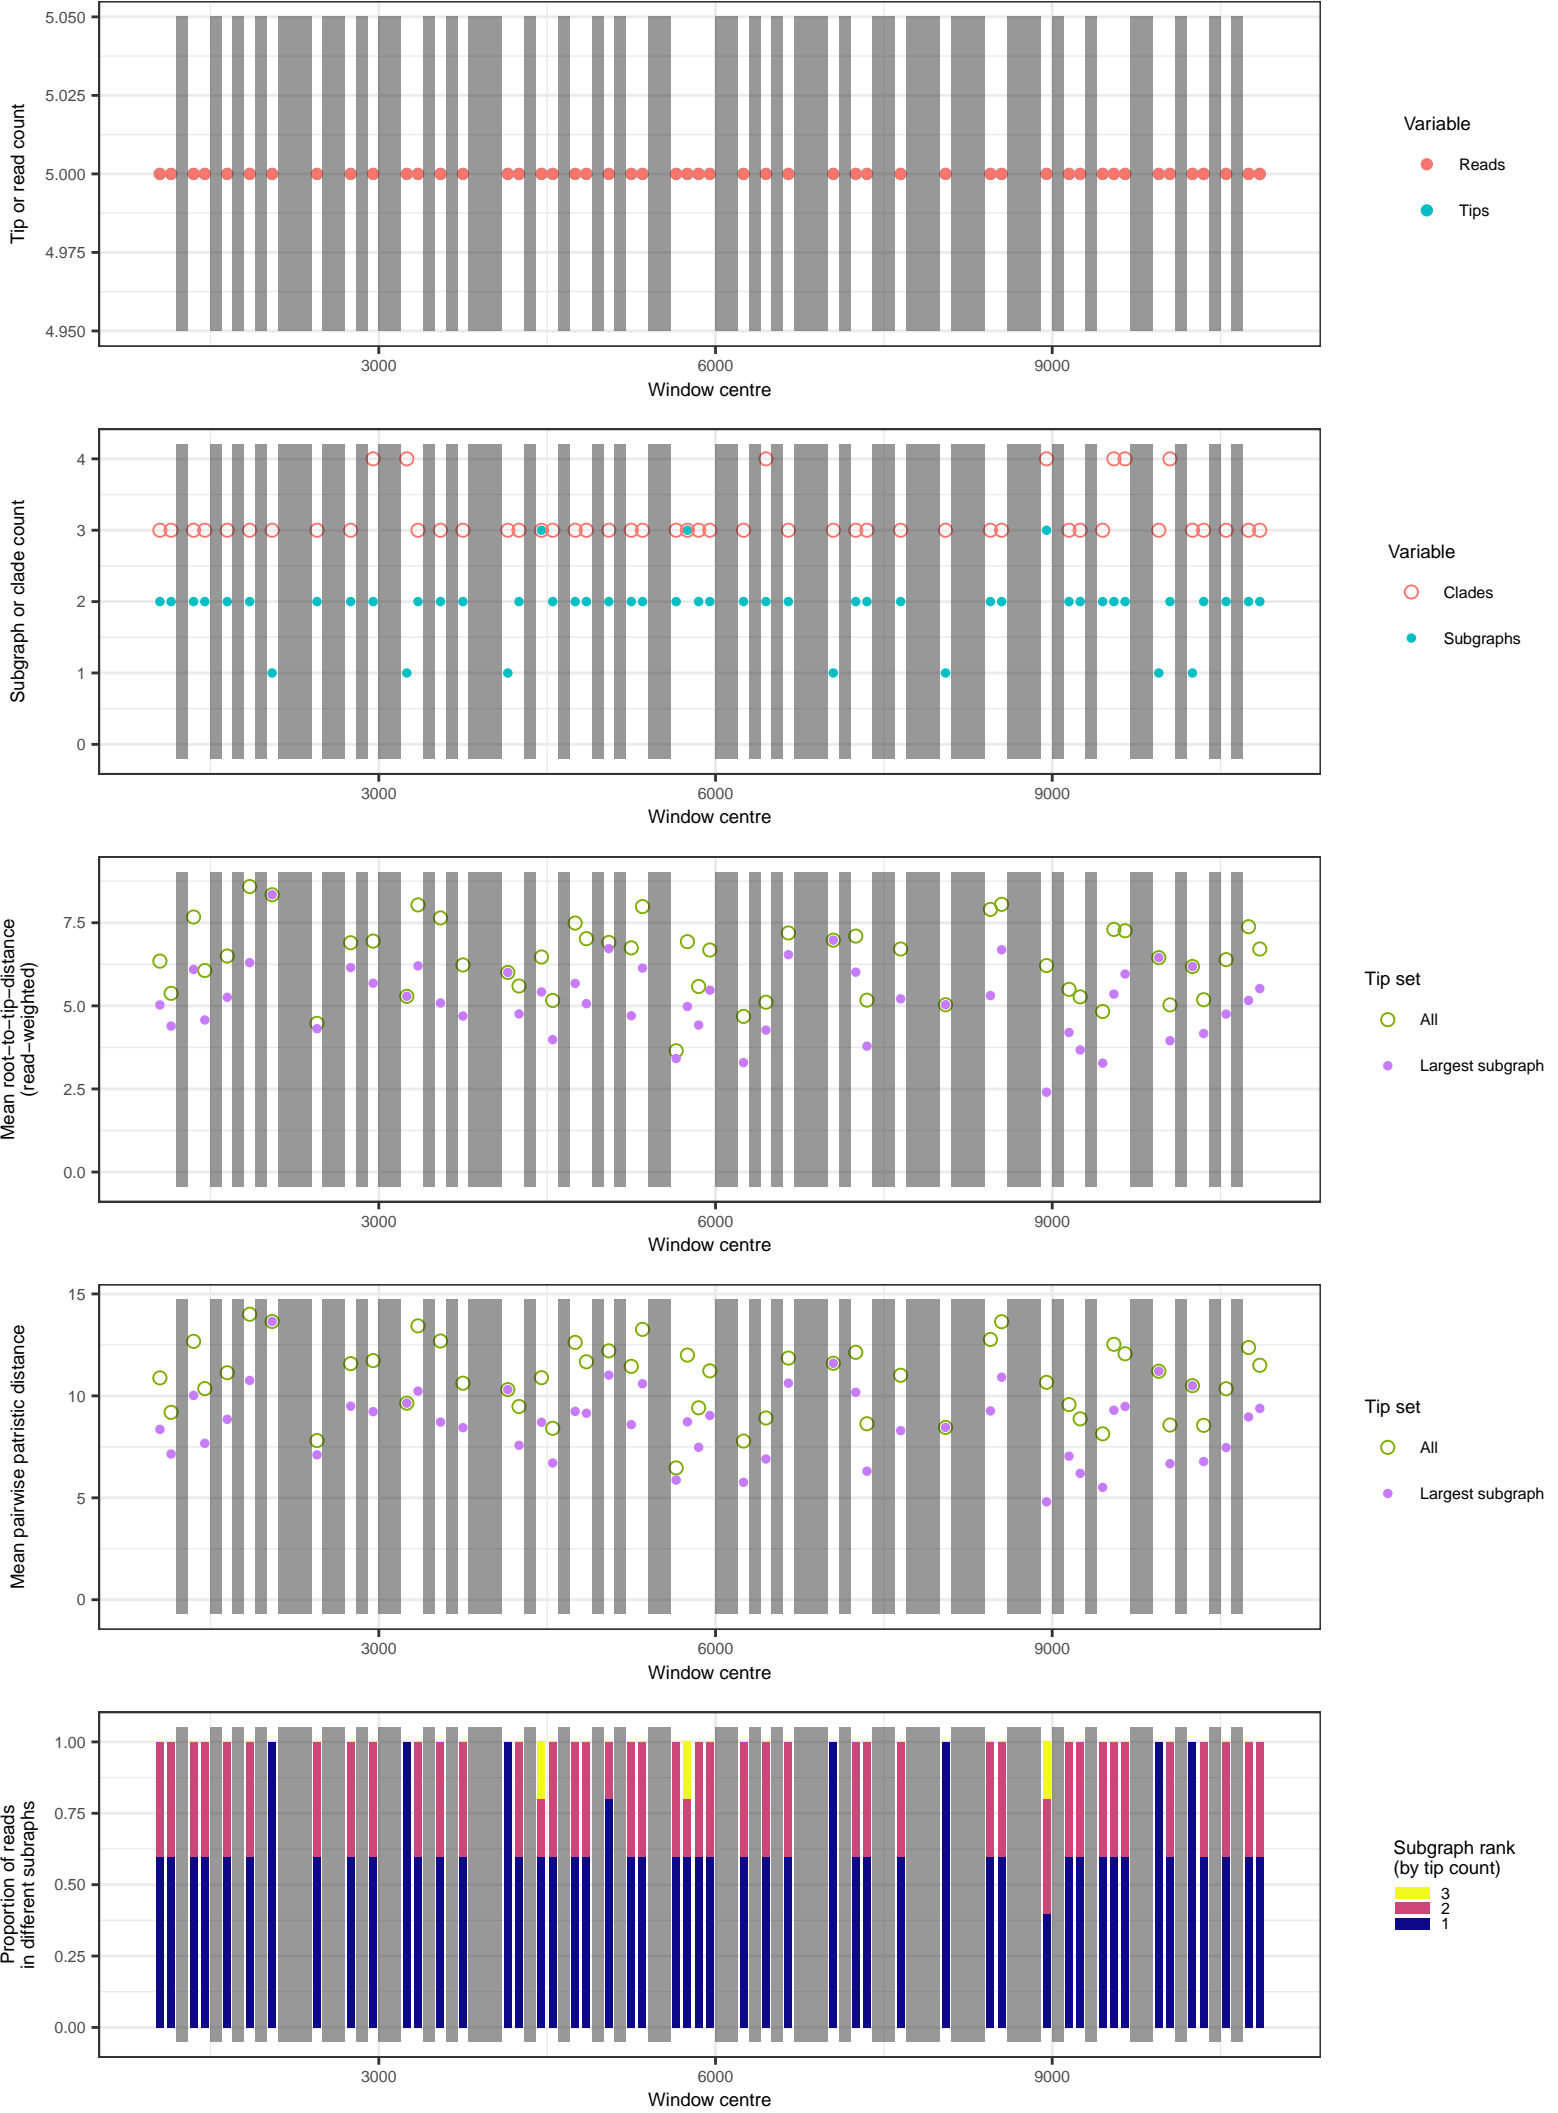 5.050
5.025
5.000
4.975
4.950
Tip or read count
3000
6000
9000
Window centre
Variable
Reads
Tips
4
3
2
1
0
Subgraph or clade count
3000
6000
9000
Window centre
Variable
Clades
Subgraphs
7.5
5.0
2.5
0.0
Mean root−to−tip−distance
(read−weighted)
3000
6000
9000
Window centre
Tip set
All
Largest subgraph
15
10
5
0
Mean pairwise patristic distance
3000
6000
9000
Window centre
Tip set
All
Largest subgraph
1.00
0.75
0.50
0.25
0.00
Proportion of reads
in different subraphs
3000
6000
9000
Window centre
Subgraph rank
(by tip count)
3
2
1